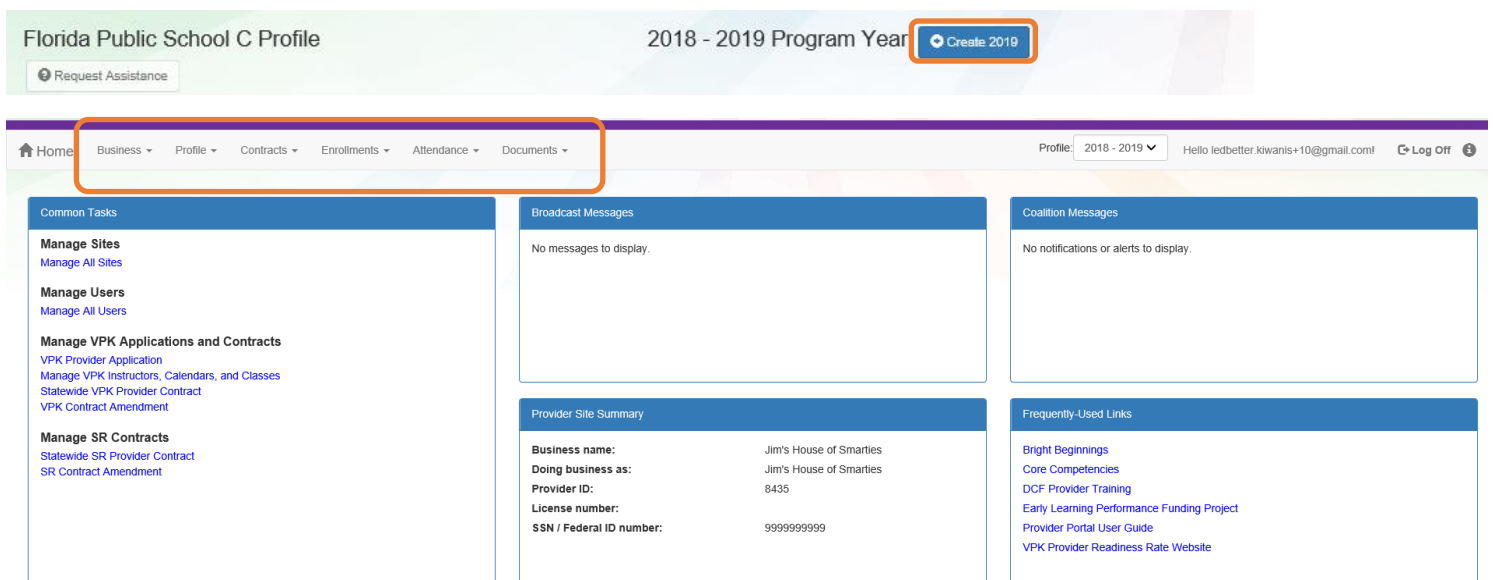 Florida Public School C Profile
2018 - 2019 Program Year
Create 2019
Request Assistance
Home
Business
Profile
Contracts
Enrollments
Attendance
Documents
Profile: 2018 - 2019
Hello ledbetter.kiwanis+10@gmail.com!
Log Off
Common Tasks
Manage Sites
Manage All Sites
Manage Users
Manage All Users
Manage VPK Applications and Contracts
VPK Provider Application
Manage VPK Instructors, Calendars, and Classes
Statewide VPK Provider Contract
VPK Contract Amendment
Manage SR Contracts
Statewide SR Provider Contract
SR Contract Amendment
Broadcast Messages
No messages to display.
Coalition Messages
No notifications or alerts to display.
Provider Site Summary
Business name: Jim's House of Smarties
Doing business as: Jim's House of Smarties
Provider ID: 8435
License number:
SSN / Federal ID number: 9999999999
Frequently-Used Links
Bright Beginnings
Core Competencies
DCF Provider Training
Early Learning Performance Funding Project
Provider Portal User Guide
VPK Provider Readiness Rate Website